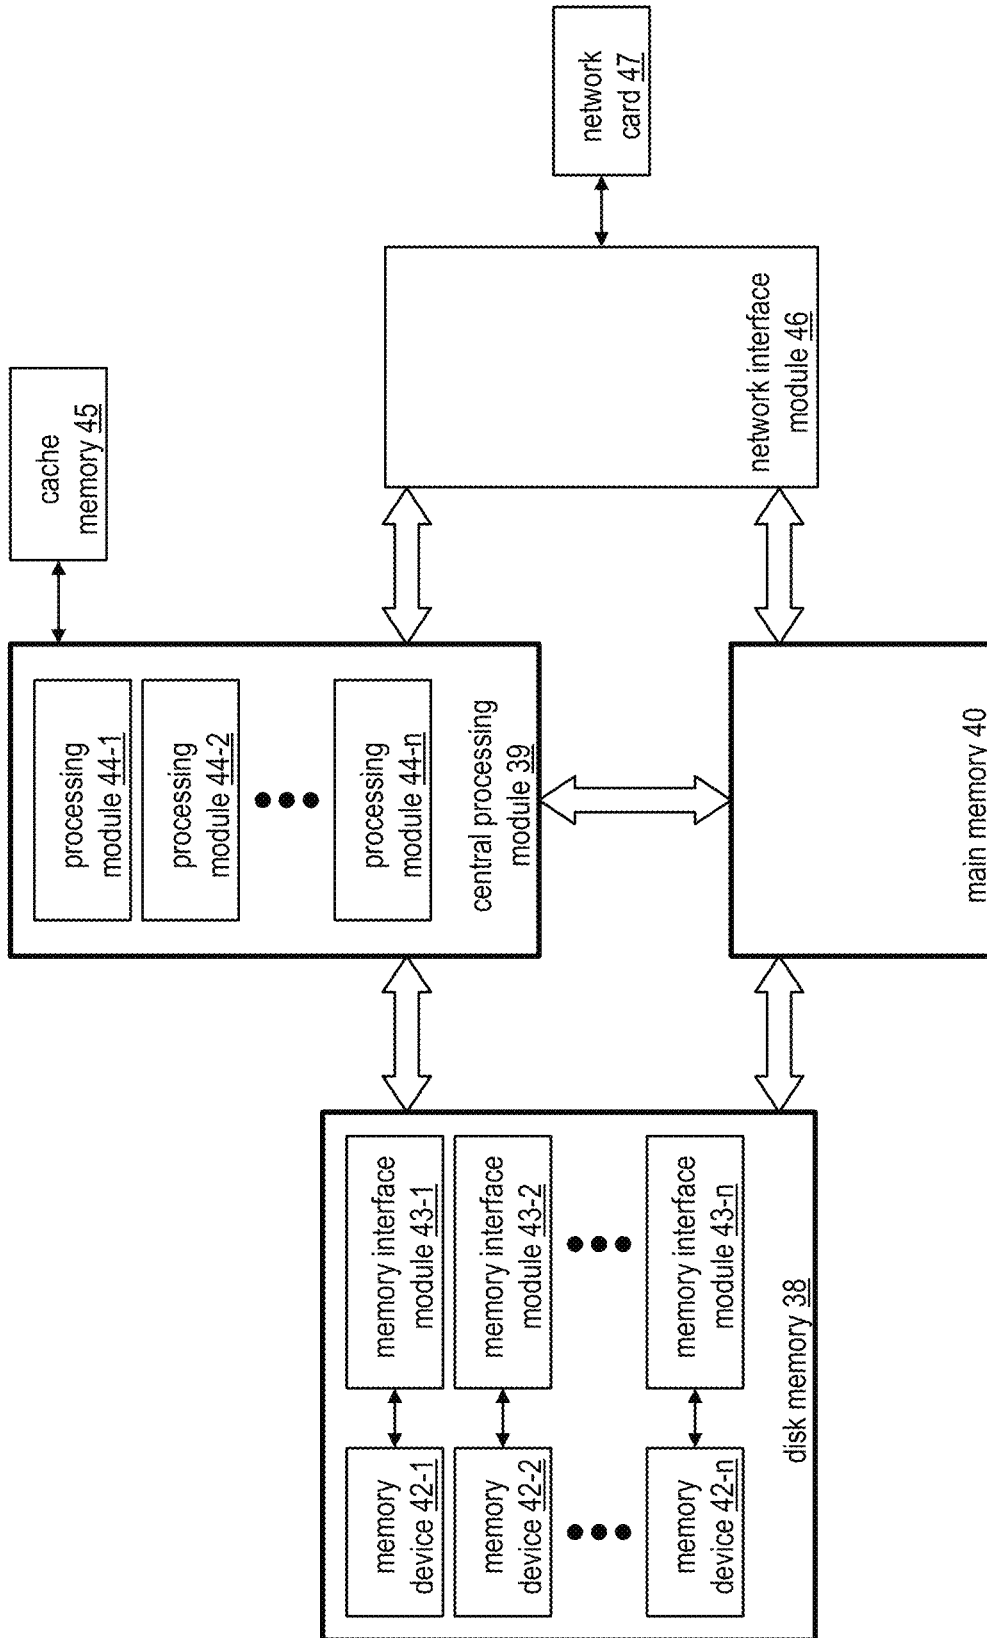 memory
device 42-1
memory interface
module 43-1
memory
device 42-2
memory interface
module 43-2
memory
device 42-n
memory interface
module 43-n
disk memory 38
processing
module 44-1
processing
module 44-2
processing
module 44-n
central processing
module 39
cache
memory 45
main memory 40
network interface
module 46
network
card 47